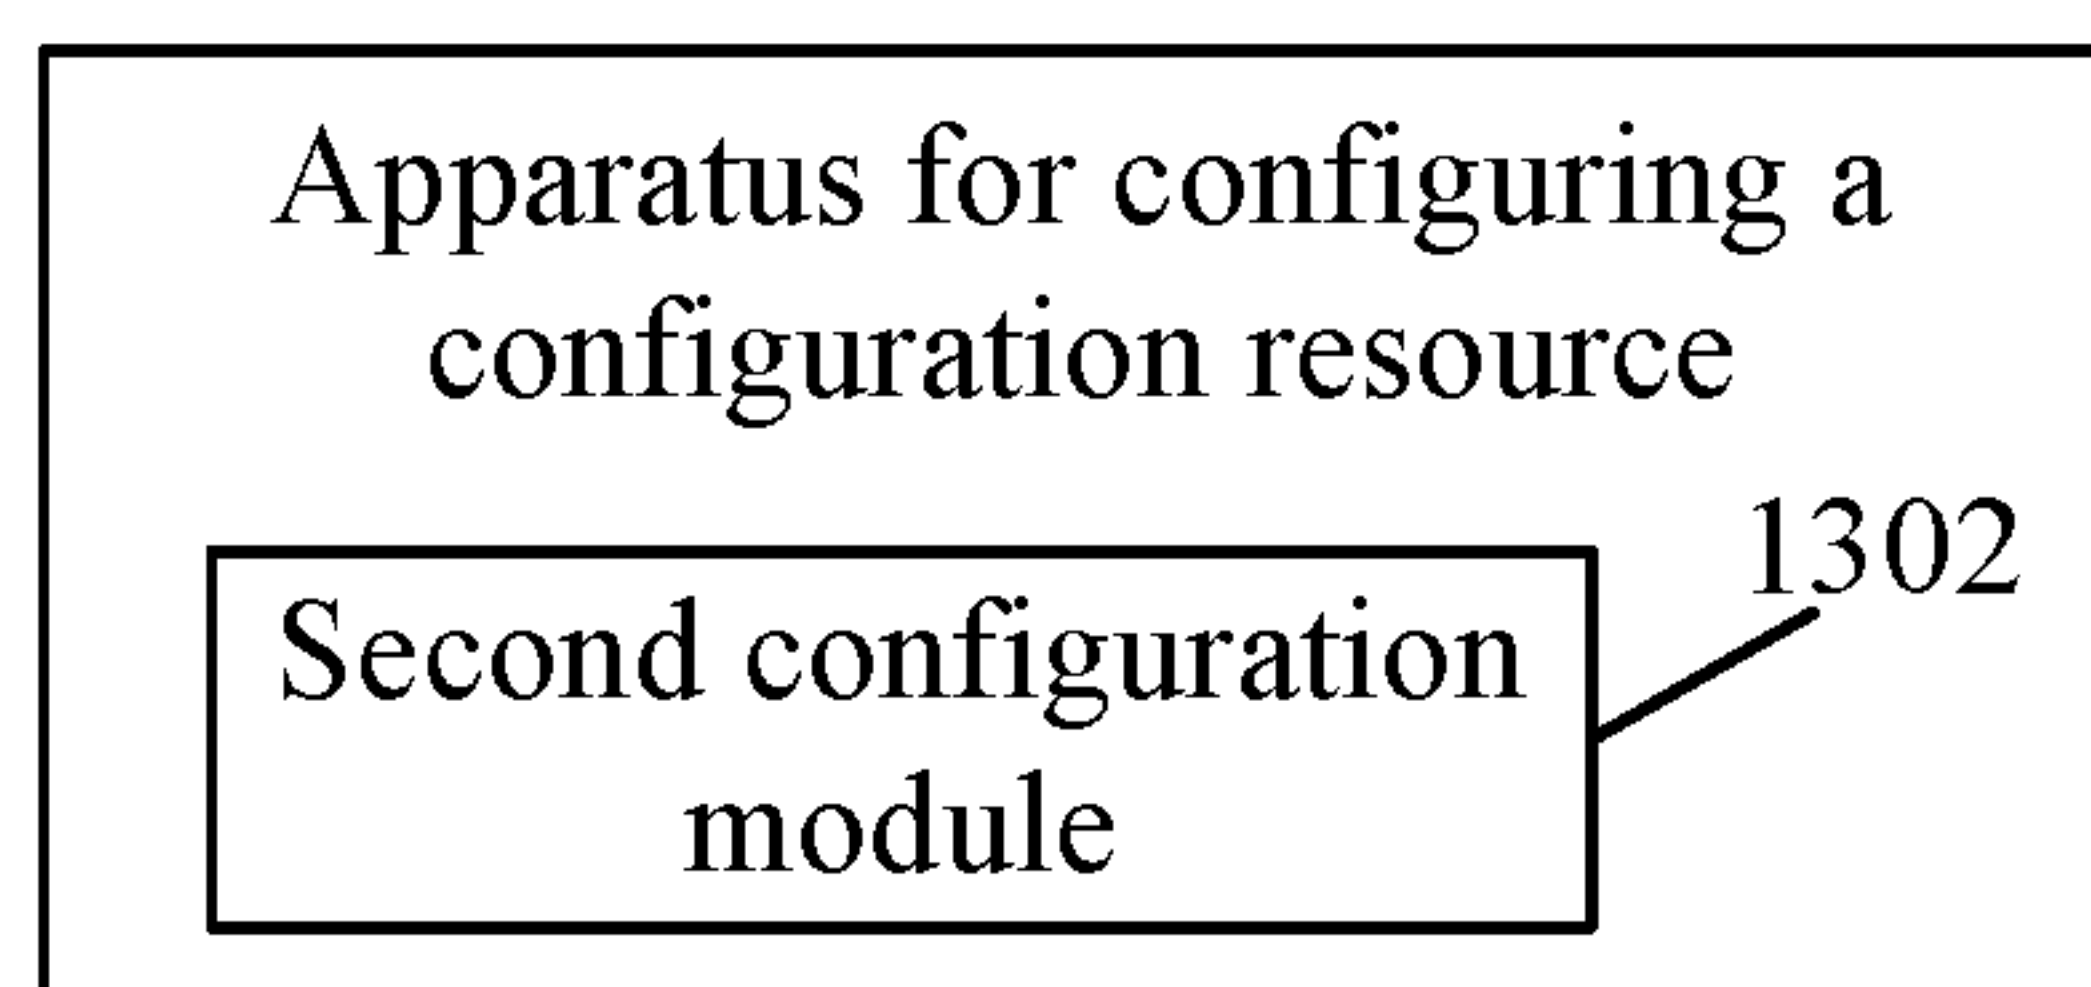 Apparatus for configuring a
configuration resource
1302
Second configuration
module